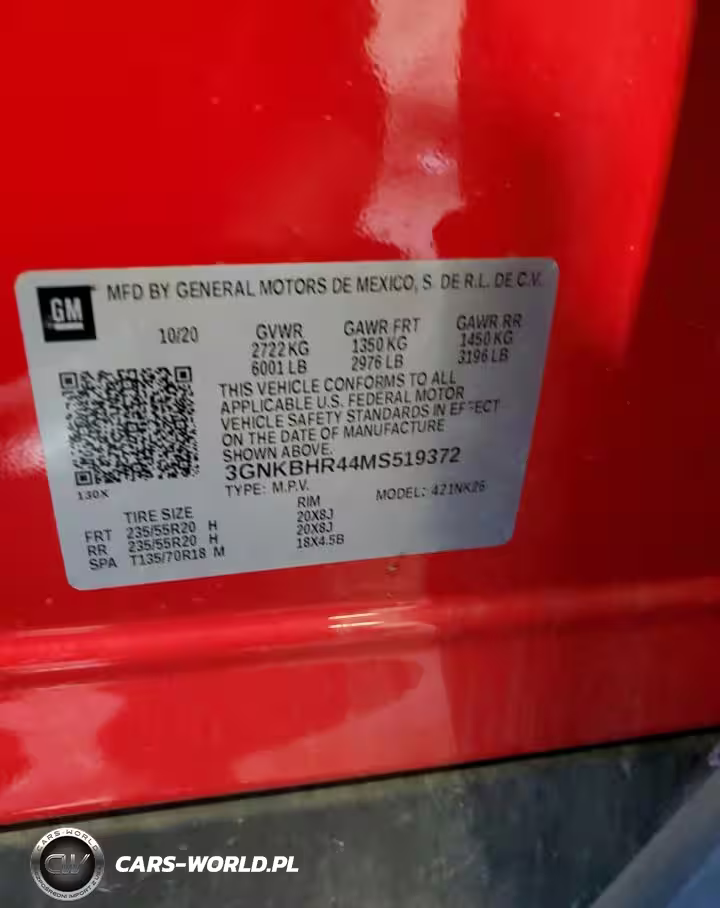 GM
MFD BY GENERAL MOTORS DE MEXICO, S. DE R.L. DE C.V.
10/20
GVWR
2722 KG
6001 LB
GAWR FRT
1350 KG
2976 LB
GAWR RR
1450 KG
3196 LB
THIS VEHICLE CONFORMS TO ALL
APPLICABLE U.S. FEDERAL MOTOR
VEHICLE SAFETY STANDARDS IN EFFECT
ON THE DATE OF MANUFACTURE
SHOWN ABOVE.
3GNKBHR44MS519372
130X
TYPE: M.P.V.
MODEL: 421NK26
TIRE SIZE
RIM
FRT 235/55R20 H 20X8J
RR 235/55R20 H 20X8J
SPA T135/70R18 M 18X4.5B
CARS-WORLD
CW
CARS-WORLD.PL